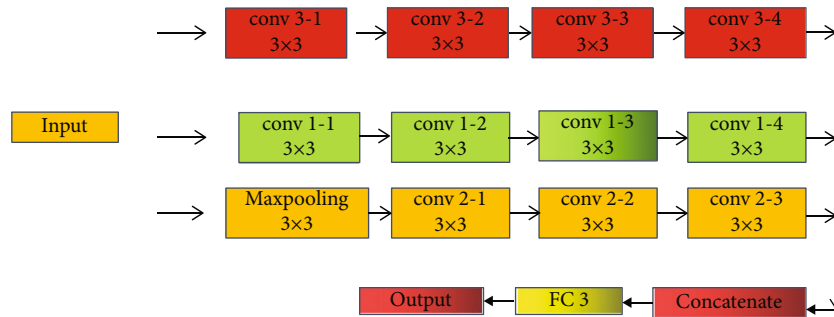 conv 3-1
3×3
conv 3-2
3×3
conv 3-3
3×3
conv 3-4
3×3
Input
conv 1-1
3×3
conv 1-2
3×3
conv 1-3
3×3
conv 1-4
3×3
Maxpooling
3×3
conv 2-1
3×3
conv 2-2
3×3
conv 2-3
3×3
Output
FC 3
Concatenate